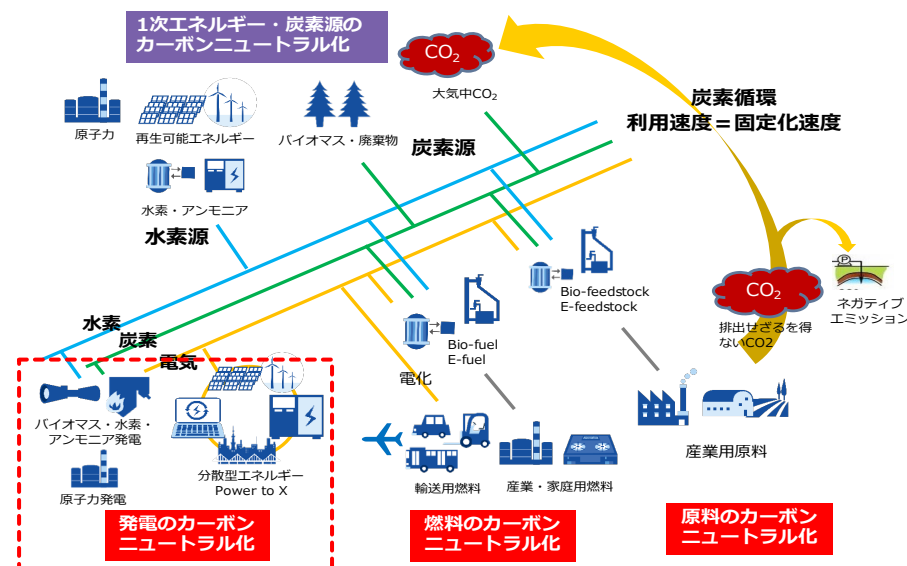 1次エネルギー・炭素源の
カーボンニュートラル化
CO2
大気中CO2
炭素循環
利用速度＝固定化速度
原子力
再生可能エネルギー
バイオマス・廃棄物
炭素源
水素・アンモニア
水素源
P
CO2
ネガティブ
エミッション
排出せざるを得
ないCO2
Bio-feedstock
E-feedstock
Bio-fuel
E-fuel
電化
水素
炭素
電気
バイオマス・水素・
アンモニア発電
原子力発電
分散型エネルギー
Power to X
輸送用燃料
産業・家庭用燃料
産業用原料
発電のカーボン
ニュートラル化
燃料のカーボン
ニュートラル化
原料のカーボン
ニュートラル化